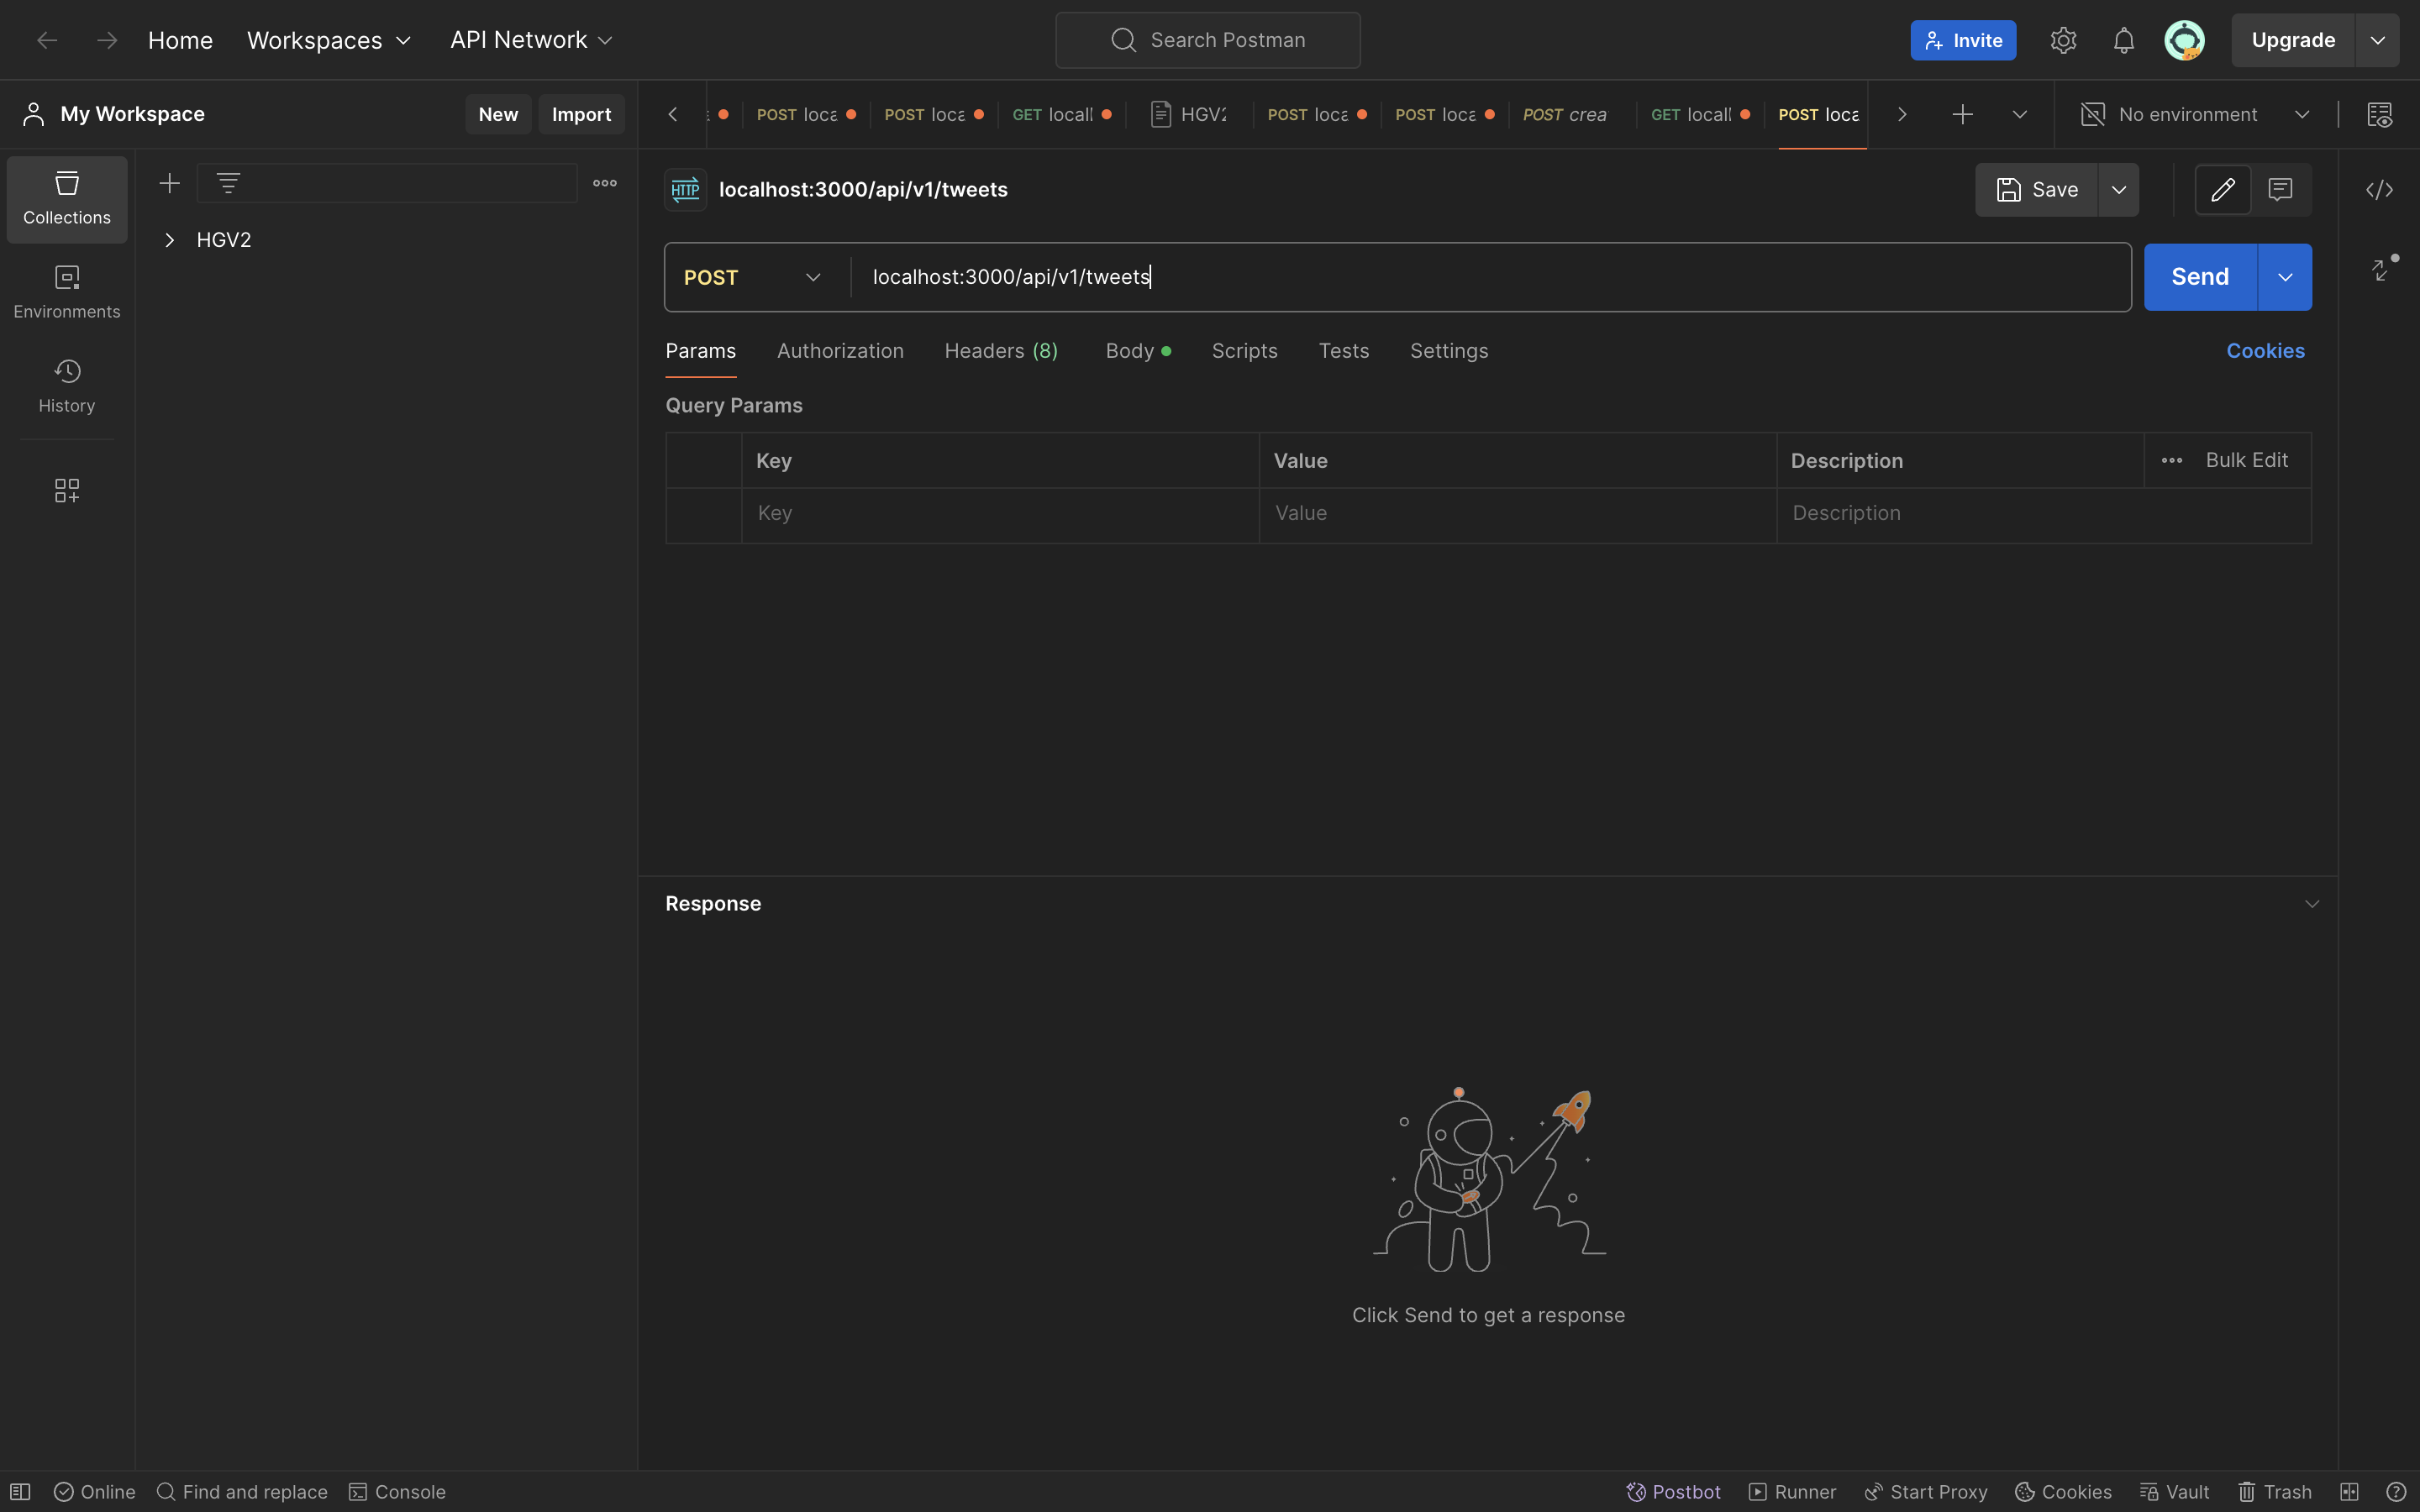 Home Workspaces API Network Search Postman Invite Upgrade
My Workspace New Import POST loca POST loca GET locall HGV2 POST loca POST loca POST crea GET locall POST loca No environment
Collections
Environments
History
HGV2
HTTP localhost:3000/api/v1/tweets Save
POST localhost:3000/api/v1/tweets Send
Params Authorization Headers (8) Body Scripts Tests Settings Cookies
Query Params
Key Value Description Bulk Edit
Key Value Description
Response
Click Send to get a response
Online Find and replace Console Postbot Runner Start Proxy Cookies Vault Trash